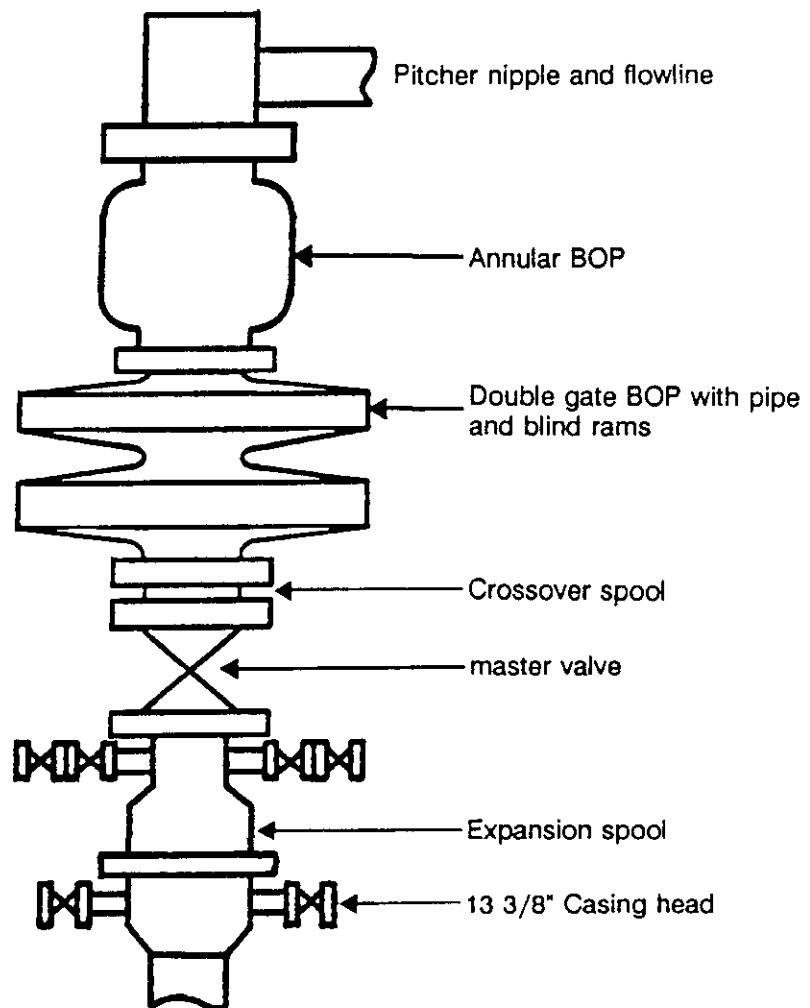 Pitcher nipple and flowline
Annular BOP
Double gate BOP with pipe
and blind rams
Crossover spool
master valve
Expansion spool
13 3/8" Casing head